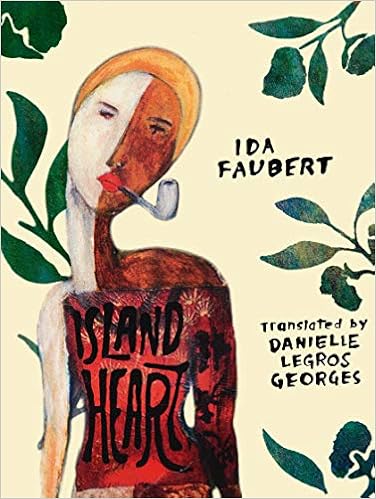 IDA
FAUBERT
ISLAND
HEART
Translated by
DANIELLE
LEGROS
GEORGES